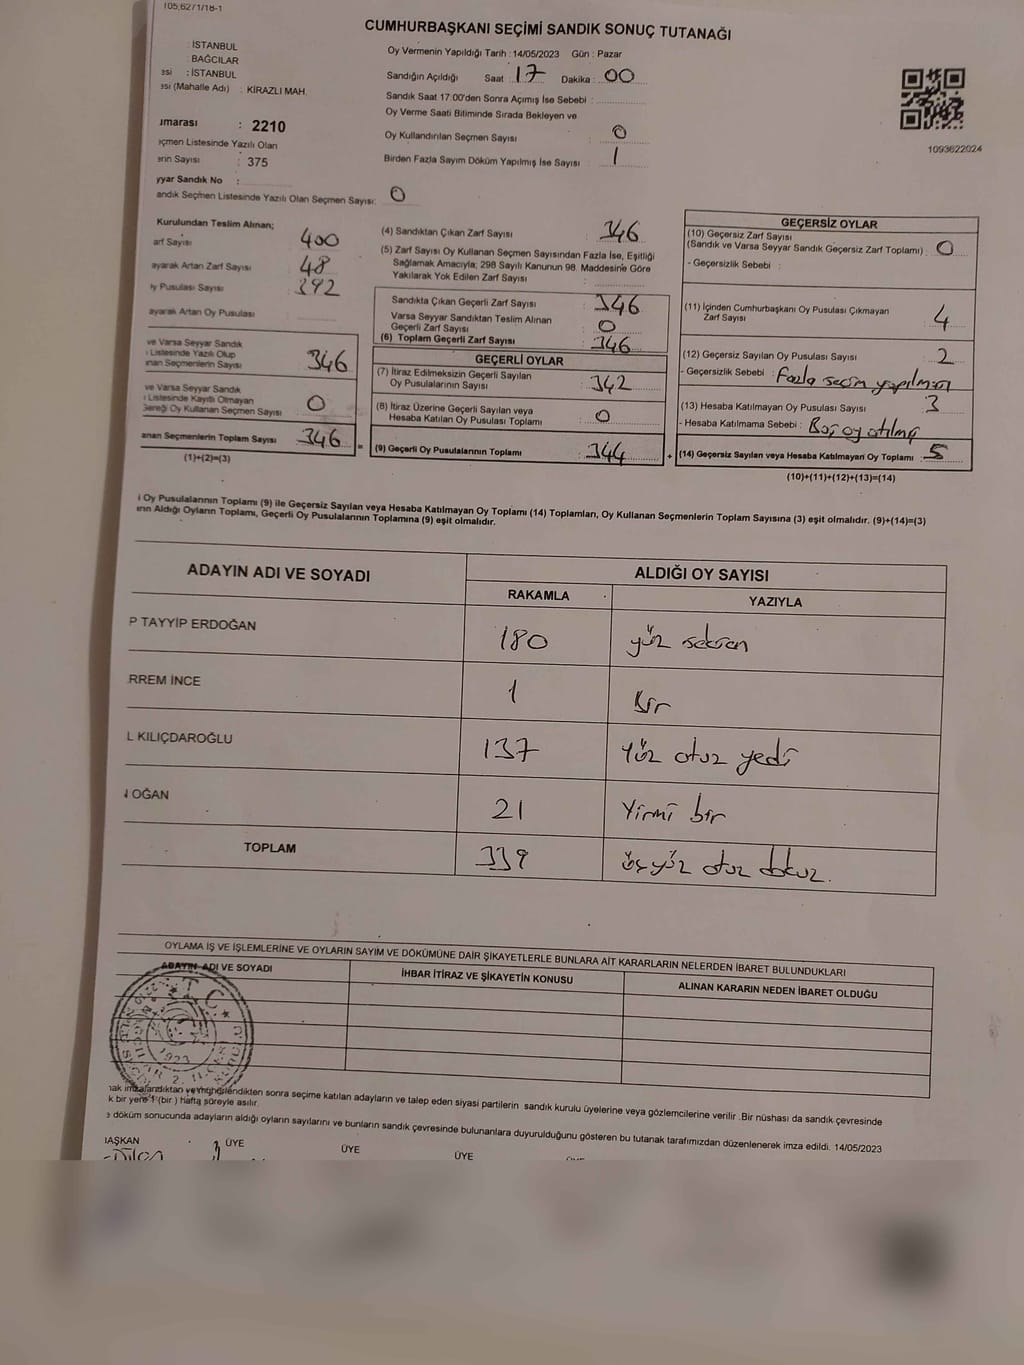 105,6271/18-1
CUMHURBAŞKANI SEÇİMİ SANDIK SONUÇ TUTANAĞI
: İSTANBUL
: BAĞCILAR
esi : İSTANBUL
esi (Mahalle Adı) : KİRAZLI MAH.
Oy Vermenin Yapıldığı Tarih : 14/05/2023 Gün : Pazar
Sandığın Açıldığı Saat : 17 Dakika : 00
Sandık Saat 17:00'den Sonra Açımış İse Sebebi :
Oy Verme Saati Bitiminde Sırada Bekleyen ve
Oy Kullandırılan Seçmen Sayısı : 0
Birden Fazla Sayım Döküm Yapılmış İse Sayısı : 1
1093622024
umarası : 2210
eçmen Listesinde Yazılı Olan
erin Sayısı : 375
yyar Sandık No :
andık Seçmen Listesinde Yazılı Olan Seçmen Sayısı: 0
Kurulundan Teslim Alınan;
arf Sayısı : 400
ayarak Artan Zarf Sayısı : 48
y Pusulası Sayısı : 392
ayarak Artan Oy Pusulası
ve Varsa Seyyar Sandık
Listesinde Yazılı Olup
anan Seçmenlerin Sayısı : 346
ve Varsa Seyyar Sandık
Listesinde Kayıtlı Olmayan
Gereği Oy Kullanan Seçmen Sayısı : 0
anan Seçmenlerin Toplam Sayısı : 346 =
(1)+(2)=(3)
(4) Sandıktan Çıkan Zarf Sayısı : 346
(5) Zarf Sayısı Oy Kullanan Seçmen Sayısından Fazla İse, Eşitliği
Sağlamak Amacıyla; 298 Sayılı Kanunun 98. Maddesine Göre
Yakılarak Yok Edilen Zarf Sayısı :
Sandıkta Çıkan Geçerli Zarf Sayısı : 346
Varsa Seyyar Sandıktan Teslim Alınan
Geçerli Zarf Sayısı : 0
(6) Toplam Geçerli Zarf Sayısı : 346
GEÇERLİ OYLAR
(7) İtiraz Edilmeksizin Geçerli Sayılan
Oy Pusulalarının Sayısı : 342
(8) İtiraz Üzerine Geçerli Sayılan veya
Hesaba Katılan Oy Pusulası Toplamı : 0
(9) Geçerli Oy Pusulalarının Toplamı : 344 +
GEÇERSİZ OYLAR
(10) Geçersiz Zarf Sayısı
(Sandık ve Varsa Seyyar Sandık Geçersiz Zarf Toplamı) : 0
- Geçersizlik Sebebi :
(11) İçinden Cumhurbaşkanı Oy Pusulası Çıkmayan
Zarf Sayısı : 4
(12) Geçersiz Sayılan Oy Pusulası Sayısı : 2
- Geçersizlik Sebebi : Fazla seçim yapılması
(13) Hesaba Katılmayan Oy Pusulası Sayısı : 3
- Hesaba Katılmama Sebebi : Boş oy atılmış
(14) Geçersiz Sayılan veya Hesaba Katılmayan Oy Toplamı : 5
(10)+(11)+(12)+(13)=(14)
i Oy Pusulalarının Toplamı (9) ile Geçersiz Sayılan veya Hesaba Katılmayan Oy Toplamı (14) Toplamları, Oy Kullanan Seçmenlerin Toplam Sayısına (3) eşit olmalıdır. (9)+(14)=(3)
ın Aldığı Oyların Toplamı, Geçerli Oy Pusulalarının Toplamına (9) eşit olmalıdır.
ADAYIN ADI VE SOYADI ALDIĞI OY SAYISI
RAKAMLA YAZIYLA
P TAYYİP ERDOĞAN 180 yüz seksen
RREM İNCE 1 Bir
L KILIÇDAROĞLU 137 Yüz otuz yedi
OĞAN 21 Yirmi bir
TOPLAM 339 üçyüz otuz dokuz.
OYLAMA İŞ VE İŞLEMLERİNE VE OYLARIN SAYIM VE DÖKÜMÜNE DAİR ŞİKAYETLERLE BUNLARA AİT KARARLARIN NELERDEN İBARET BULUNDUKLARI
ADAYIN ADI VE SOYADI İHBAR İTİRAZ VE ŞİKAYETİN KONUSU ALINAN KARARIN NEDEN İBARET OLDUĞU
T.C.
1923
nak imzalandıktan ve mühürlendikten sonra seçime katılan adayların ve talep eden siyasi partilerin sandık kurulu üyelerine veya gözlemcilerine verilir .Bir nüshası da sandık çevresinde
k bir yere 1 (bir ) hafta süreyle asılır.
e döküm sonucunda adayların aldığı oyların sayılarını ve bunların sandık çevresinde bulunanlara duyurulduğunu gösteren bu tutanak tarafımızdan düzenlenerek imza edildi. 14/05/2023
BAŞKAN ÜYE ÜYE ÜYE